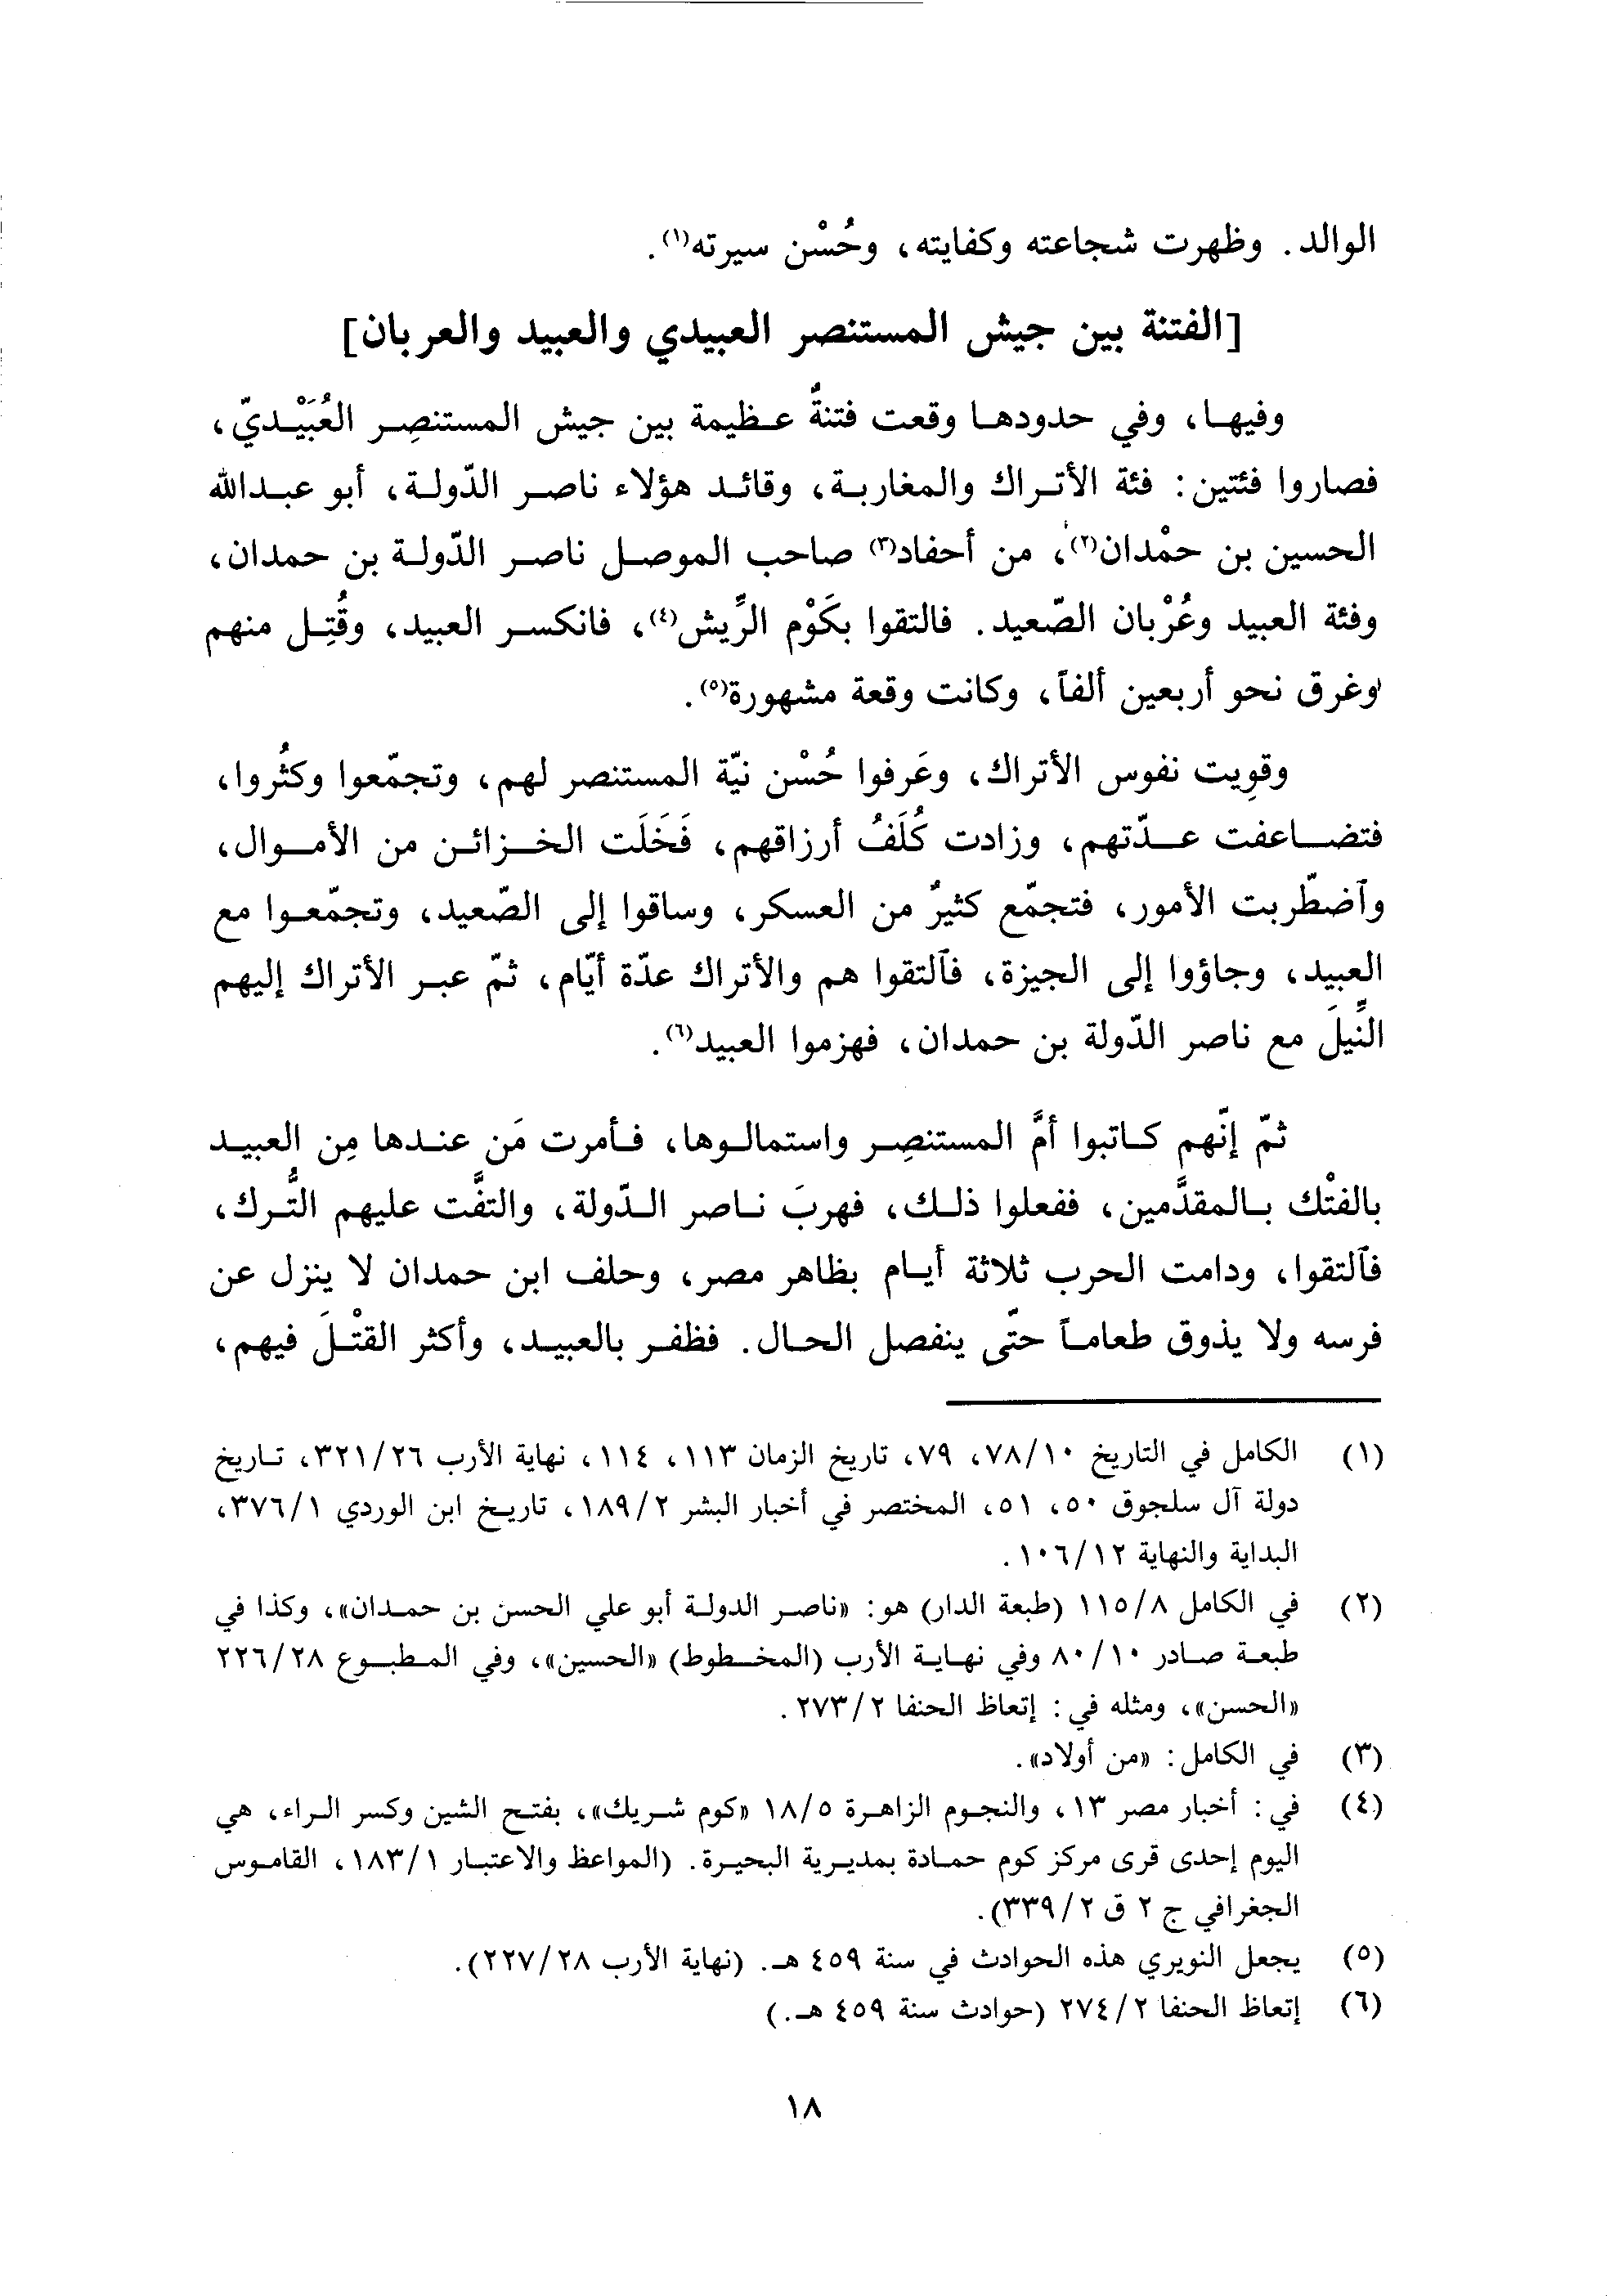 الوالد. وظهرت شجاعته وكفايته، وحُسْن سيرته(١).
[الفتنة بين جيش المستنصر العبيدي والعبيد والعربان]
وفيها، وفي حدودها وقعت فتنةٌ عظيمة بين جيش المستنصِر العُبَيْديّ،
فصاروا فئتين: فئة الأتراك والمغاربة، وقائد هؤلاء ناصر الدّولة، أبو عبدالله
الحسين بن حمْدان(٢)، من أحفاد(٣) صاحب الموصل ناصر الدّولة بن حمدان،
وفئة العبيد وعُرْبان الصّعيد. فالتقوا بكَوْم الرِّيش(٤)، فانكسر العبيد، وقُتِل منهم
وغرق نحو أربعين ألفاً، وكانت وقعة مشهورة(٥).
وقوِيت نفوس الأتراك، وعَرفوا حُسْن نيّة المستنصر لهم، وتجمّعوا وكثُروا،
فتضاعفت عدّتهم، وزادت كُلَفُ أرزاقهم، فَخَلَت الخزائن من الأموال،
وآضطّربت الأمور، فتجمّع كثيرٌ من العسكر، وساقوا إلى الصّعيد، وتجمّعوا مع
العبيد، وجاؤوا إلى الجيزة، فآلتقوا هم والأتراك عدّة أيّام، ثمّ عبر الأتراك إليهم
النِّيلَ مع ناصر الدّولة بن حمدان، فهزموا العبيد(٦).
ثمّ إنّهم كاتبوا أمَّ المستنصِر واستمالوها، فأمرت مَن عندها مِن العبيد
بالفتْك بالمقدَّمين، ففعلوا ذلك، فهربَ ناصر الدّولة، والتفَّت عليهم التُّرك،
فآلتقوا، ودامت الحرب ثلاثة أيام بظاهر مصر، وحلف ابن حمدان لا ينزل عن
فرسه ولا يذوق طعاماً حتّى ينفصل الحال. فظفر بالعبيد، وأكثر القتْلَ فيهم،
(١) الكامل في التاريخ ٧٨/١٠، ٧٩، تاريخ الزمان ١١٣، ١١٤، نهاية الأرب ٣٢١/٢٦، تاريخ
دولة آل سلجوق ٥٠، ٥١، المختصر في أخبار البشر ١٨٩/٢، تاريخ ابن الوردي ٣٧٦/١،
البداية والنهاية ١٠٦/١٢.
(٢) في الكامل ١١٥/٨ (طبعة الدار) هو: «ناصر الدولة أبو علي الحسن بن حمدان»، وكذا في
طبعة صادر ٨٠/١٠ وفي نهاية الأرب (المخطوط) «الحسين»، وفي المطبوع ٢٢٦/٢٨
«الحسن»، ومثله في: إتعاظ الحنفا ٢٧٣/٢.
(٣) في الكامل: «من أولاد».
(٤) في: أخبار مصر ١٣، والنجوم الزاهرة ١٨/٥ «كوم شريك»، بفتح الشين وكسر الراء، هي
اليوم إحدى قرى مركز كوم حمادة بمديرية البحيرة. (المواعظ والاعتبار ١٨٣/١، القاموس
الجغرافي ج ٢ ق ٣٣٩/٢).
(٥) يجعل النويري هذه الحوادث في سنة ٤٥٩ هـ. (نهاية الأرب ٢٢٧/٢٨).
(٦) إتعاظ الحنفا ٢٧٤/٢ (حوادث سنة ٤٥٩ هـ.)
١٨